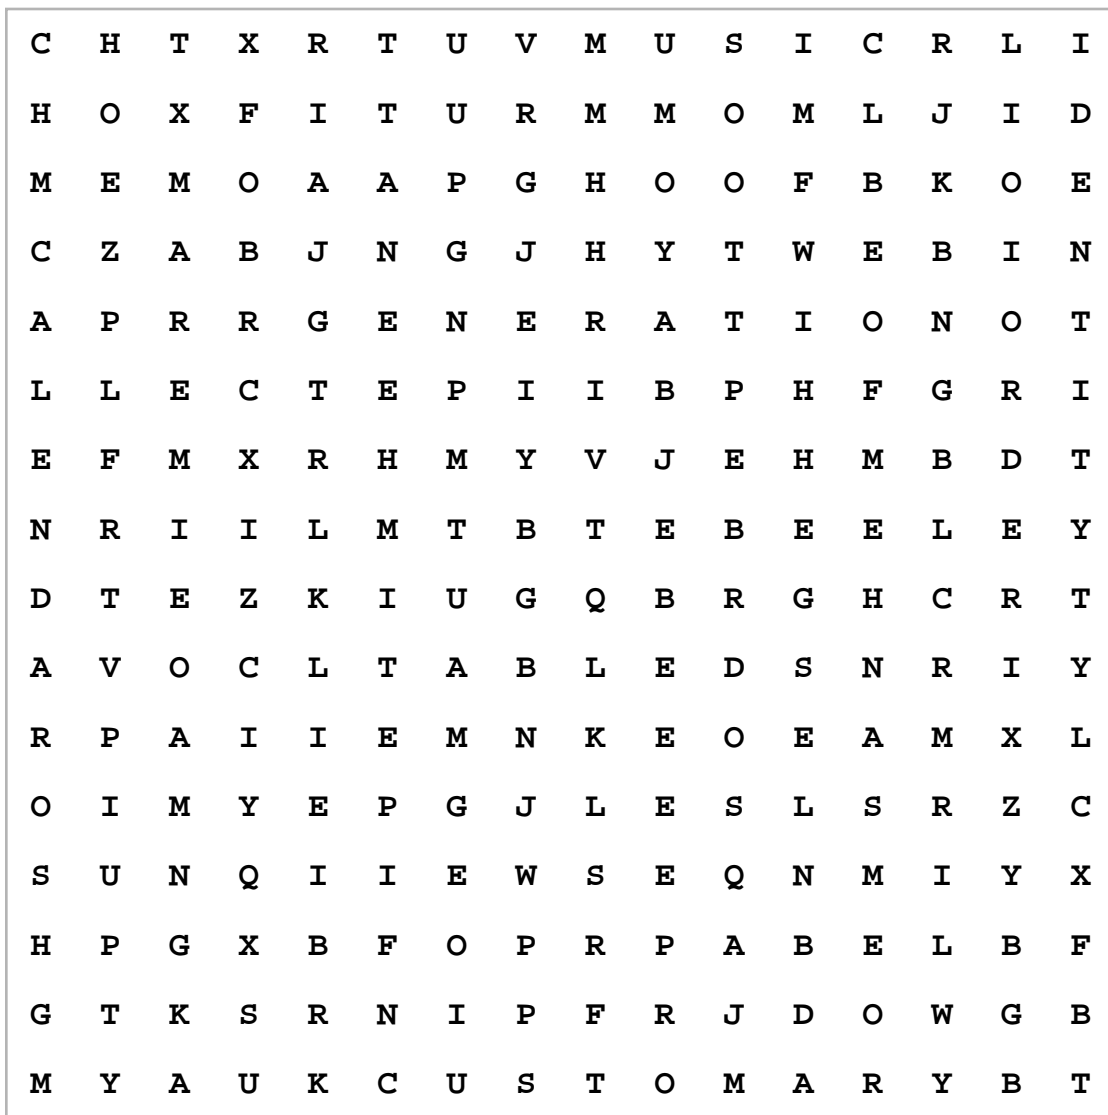 C H T X R T U V M U S I C R L I
H O X F I T U R M M O M L J I D
M E M O A A P G H O O F B K O E
C Z A B J N G J H Y T W E B I N
A P R R G E N E R A T I O N O T
L L E C T E P I I B P H F G R I
E F M X R H M Y V J E H M B D T
N R I I L M T B T E B E E L E Y
D T E Z K I U G Q B R G H C R T
A V O C L T A B L E D S N R I Y
R P A I I E M N K E O E A M X L
O I M Y E P G J L E S L S R Z C
S U N Q I I E W S E Q N M I Y X
H P G X B F O P R P A B E L B F
G T K S R N I P F R J D O W G B
M Y A U K C U S T O M A R Y B T